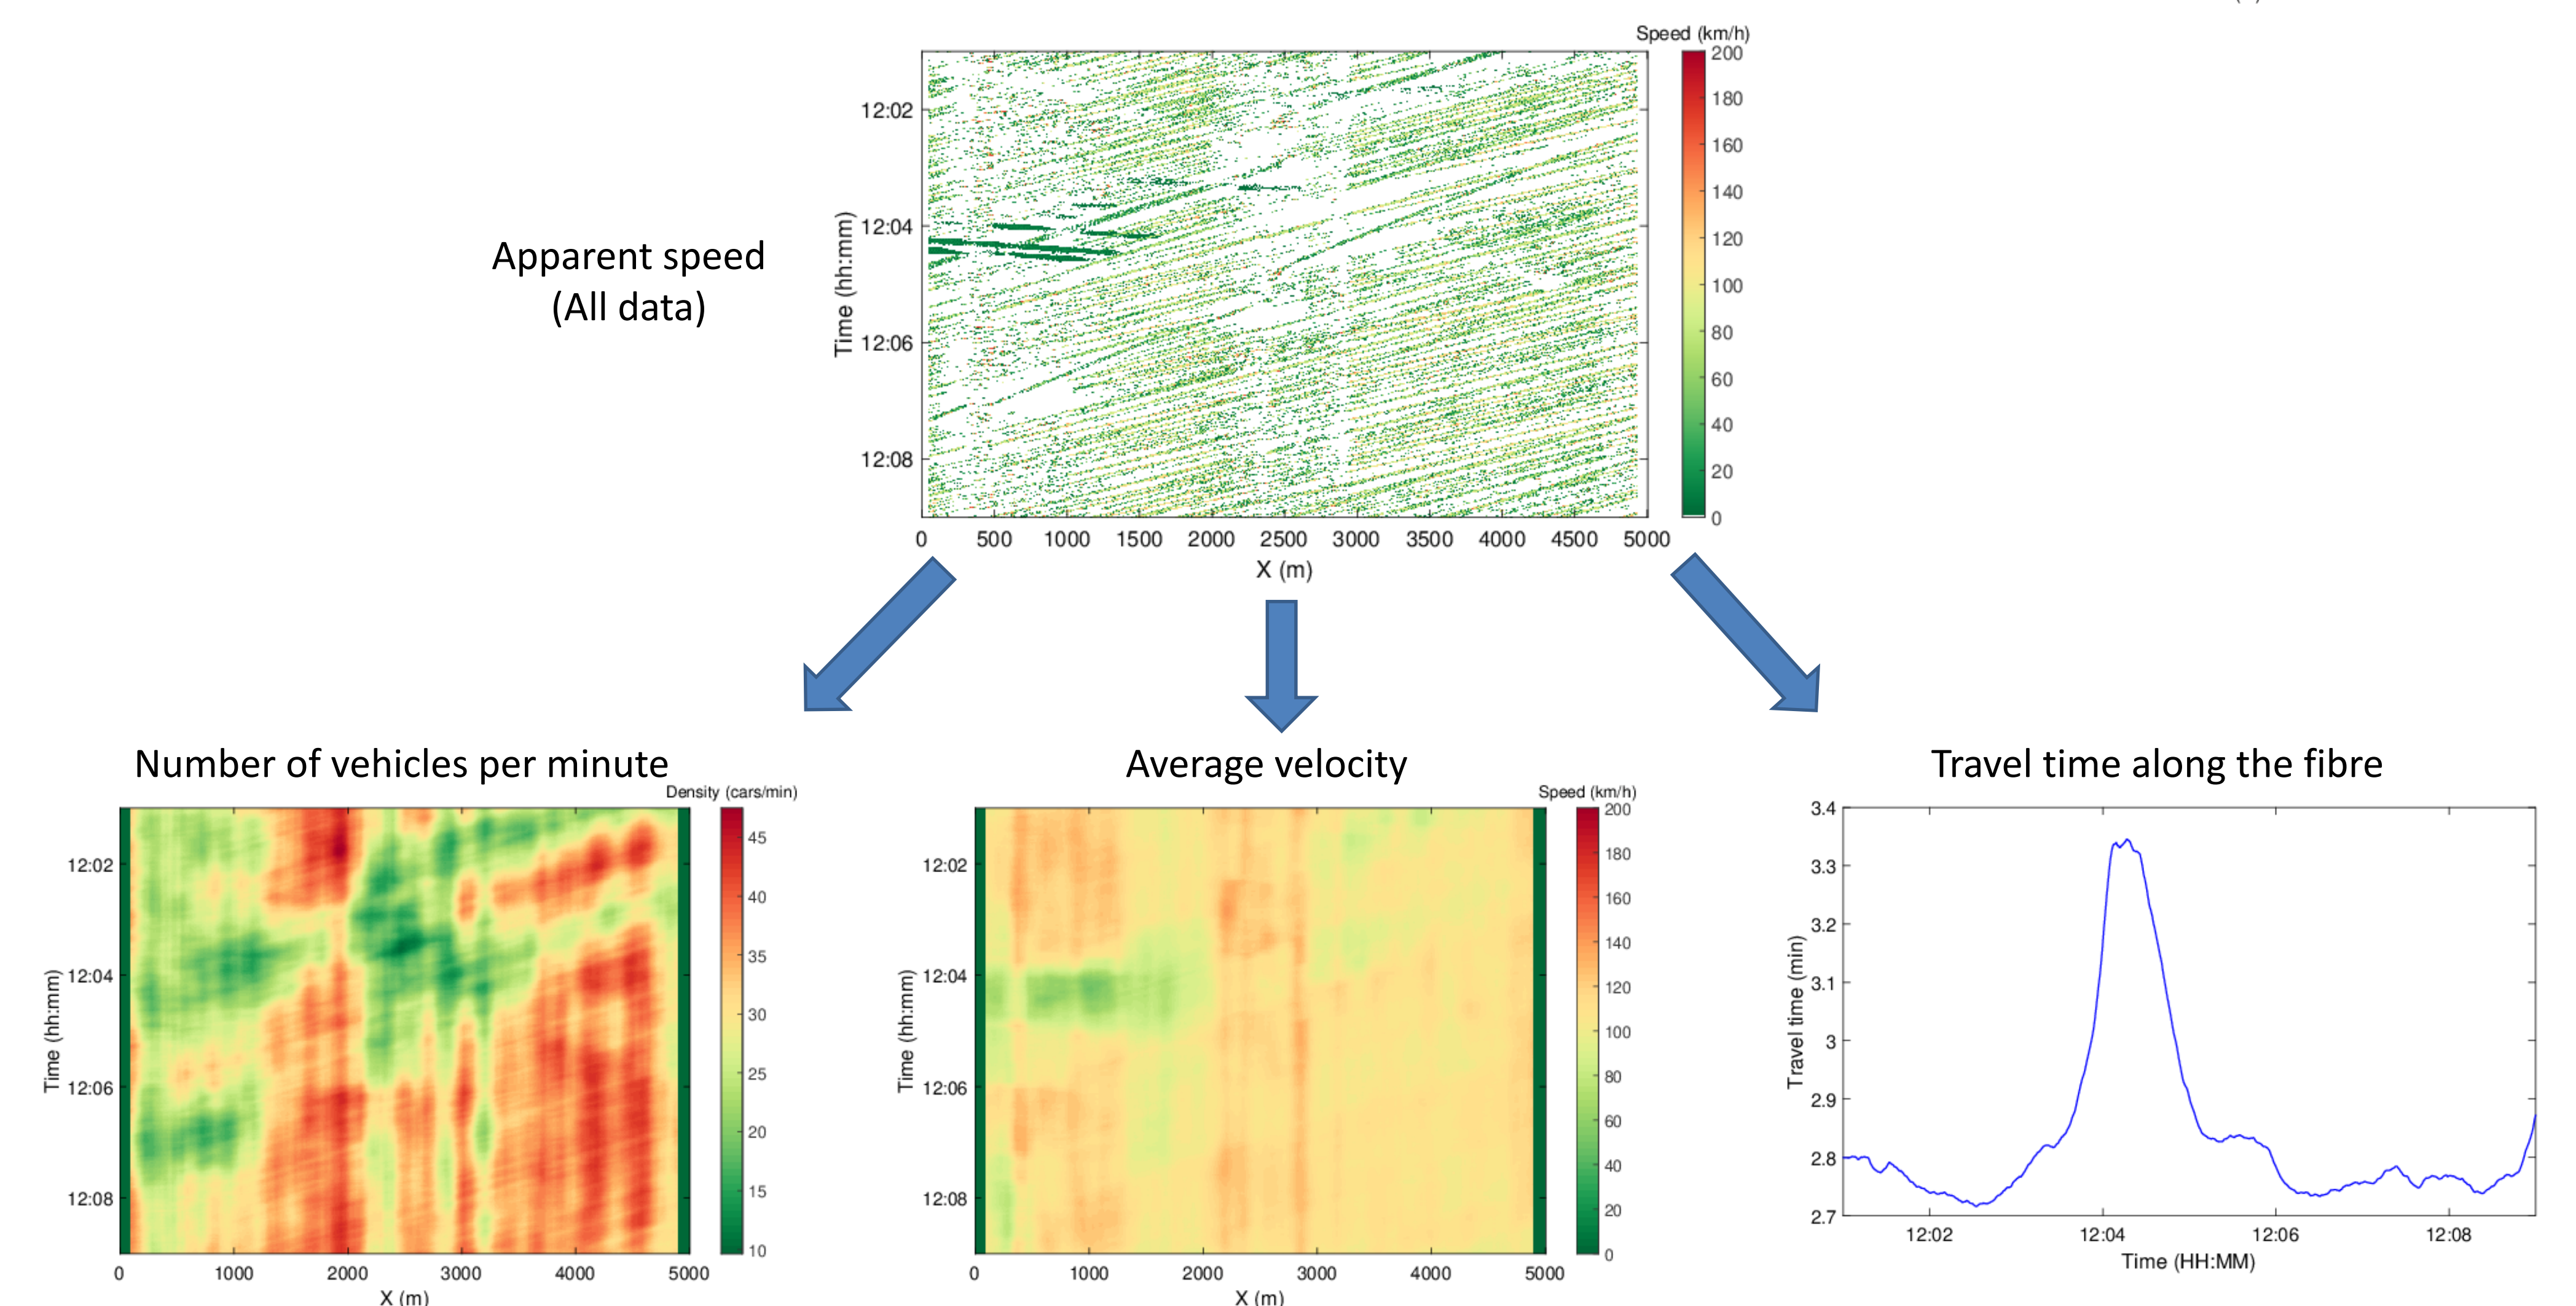 Speed (km/h)
200
180
160
140
120
100
80
60
40
20
0
Apparent speed
(All data)
Time (hh:mm)
12:02
12:04
12:06
12:08
0 500 1000 1500 2000 2500 3000 3500 4000 4500 5000
X (m)
Number of vehicles per minute
Density (cars/min)
45
40
35
30
25
20
15
10
Time (hh:mm)
12:02
12:04
12:06
12:08
0 1000 2000 3000 4000 5000
X (m)
Average velocity
Speed (km/h)
200
180
160
140
120
100
80
60
40
20
0
Time (hh:mm)
12:02
12:04
12:06
12:08
0 1000 2000 3000 4000 5000
X (m)
Travel time along the fibre
3.4
3.3
3.2
3.1
3
2.9
2.8
2.7
Travel time (min)
12:02 12:04 12:06 12:08
Time (HH:MM)